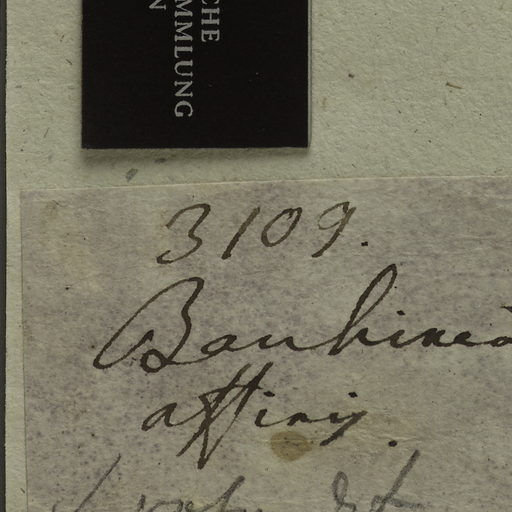 CHE
MMLUNG
N
3109.
Bauhinea
affinis.